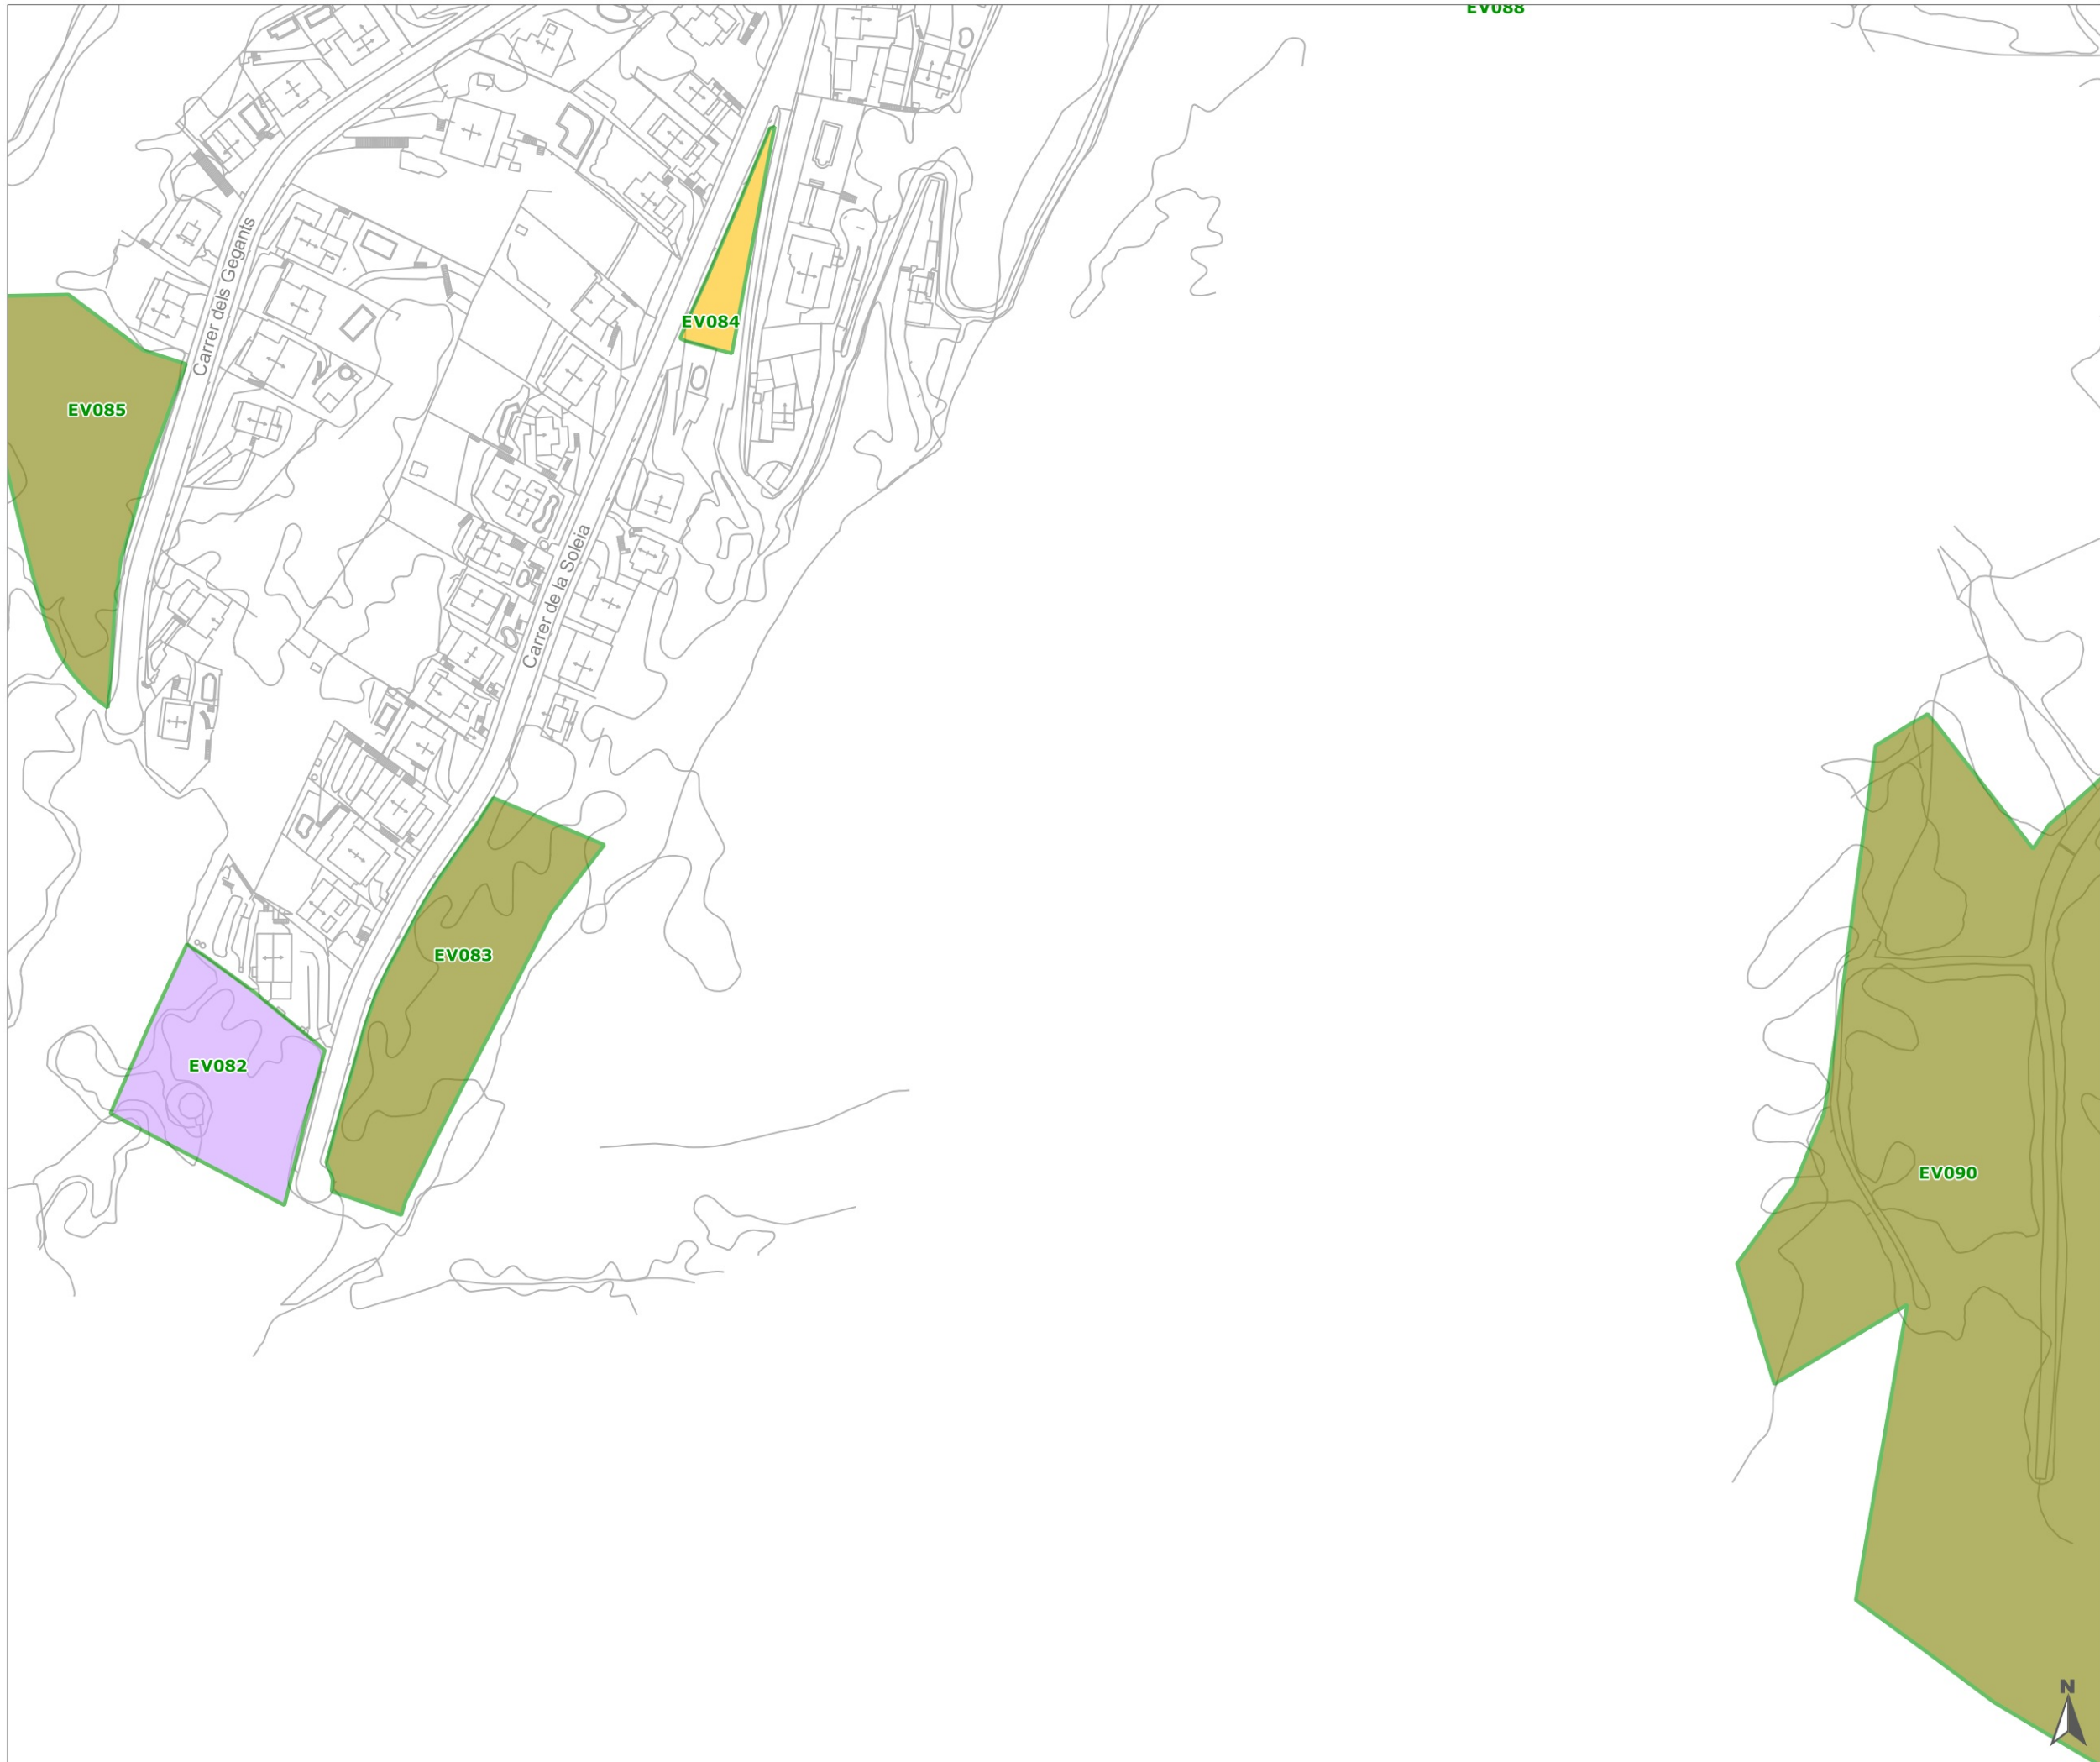 EV088
Carrer dels Gegants
EV084
EV085
Carrer de la Soleia
EV083
EV082
EV090
N